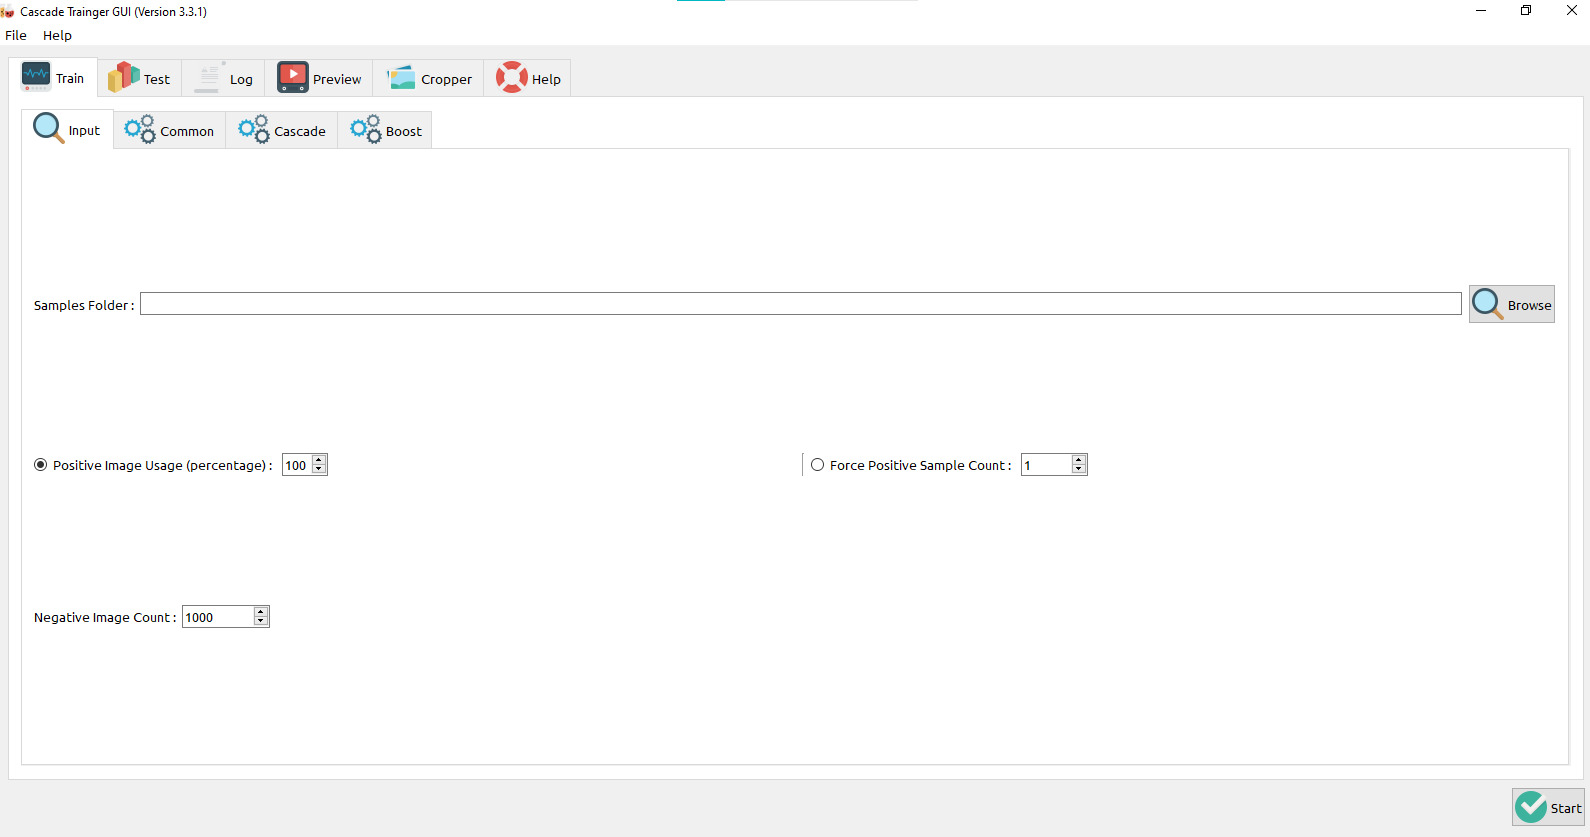 Cascade Trainger GUI (Version 3.3.1)
File Help
Train Test Log Preview Cropper Help
Input Common Cascade Boost
Samples Folder : Browse
Positive Image Usage (percentage) : 100 Force Positive Sample Count : 1
Negative Image Count : 1000
Start